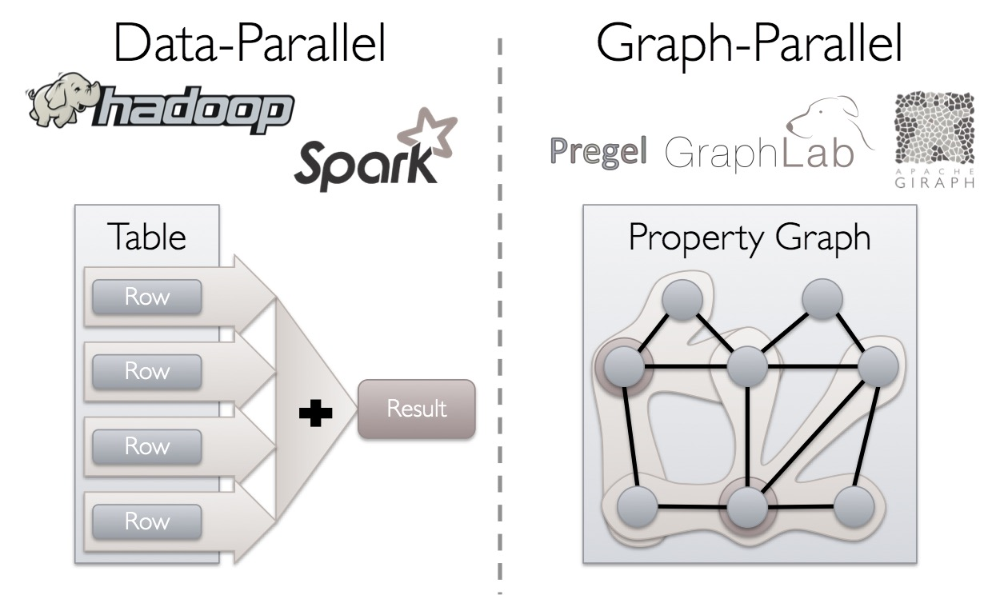 Data-Parallel
hadoop
Spark
Table
Row
Row
Row
Row
+
Result
Graph-Parallel
Pregel
GraphLab
APACHE
GIRAPH
Property Graph